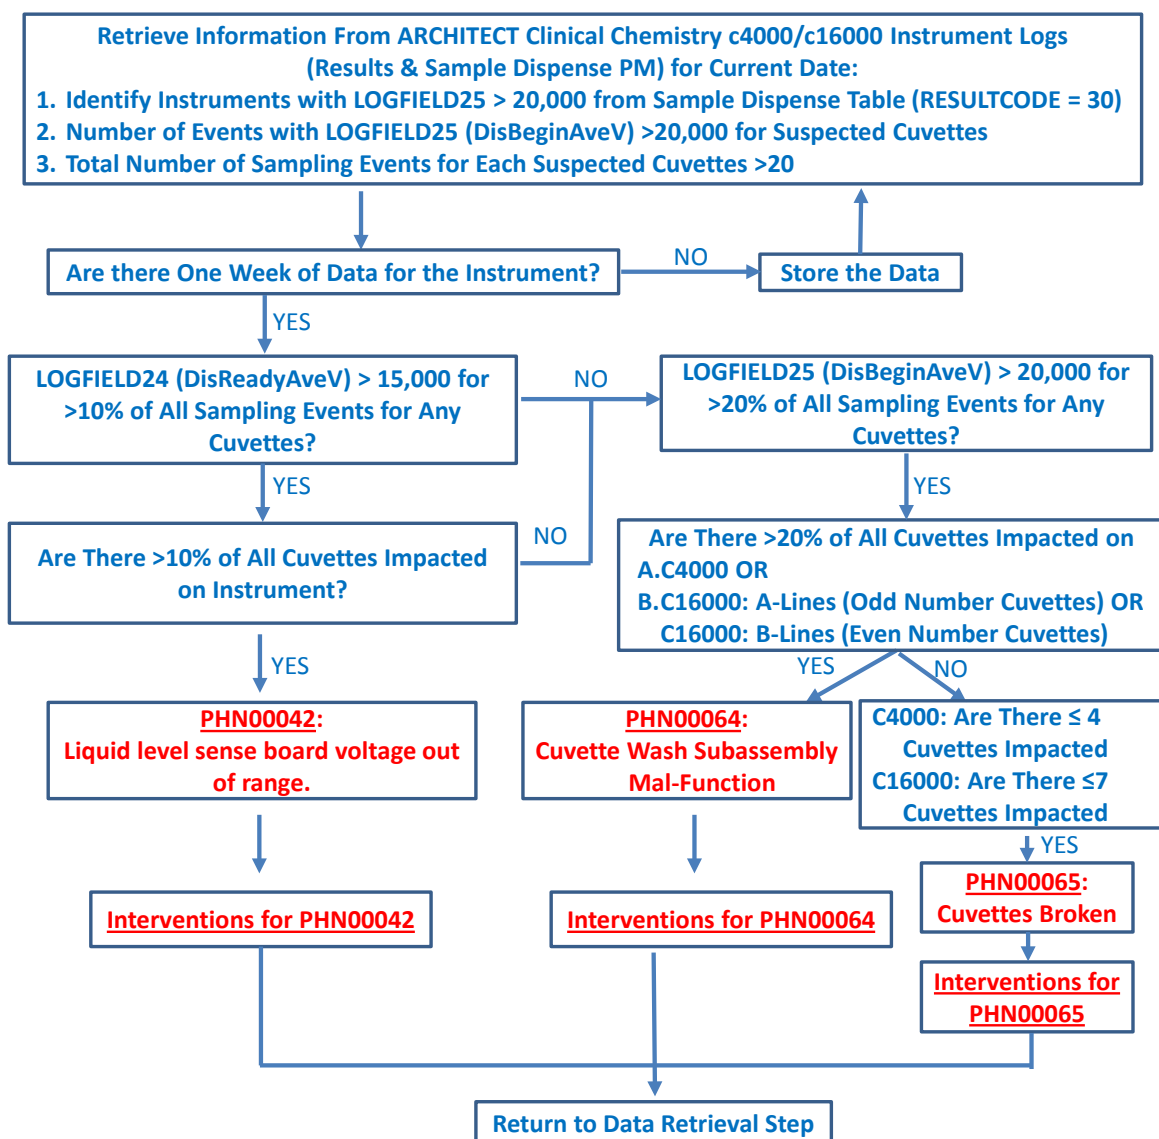 Retrieve Information From ARCHITECT Clinical Chemistry c4000/c16000 Instrument Logs
(Results & Sample Dispense PM) for Current Date:
1. Identify Instruments with LOGFIELD25 > 20,000 from Sample Dispense Table (RESULTCODE = 30)
2. Number of Events with LOGFIELD25 (DisBeginAveV) >20,000 for Suspected Cuvettes
3. Total Number of Sampling Events for Each Suspected Cuvettes >20
Are there One Week of Data for the Instrument?
NO
Store the Data
YES
LOGFIELD24 (DisReadyAveV) > 15,000 for
>10% of All Sampling Events for Any
Cuvettes?
NO
LOGFIELD25 (DisBeginAveV) > 20,000 for
>20% of All Sampling Events for Any
Cuvettes?
YES
YES
Are There >10% of All Cuvettes Impacted
on Instrument?
NO
Are There >20% of All Cuvettes Impacted on
A.C4000 OR
B.C16000: A-Lines (Odd Number Cuvettes) OR
C16000: B-Lines (Even Number Cuvettes)
YES
YES
NO
PHN00042:
Liquid level sense board voltage out
of range.
PHN00064:
Cuvette Wash Subassembly
Mal-Function
C4000: Are There ≤ 4
Cuvettes Impacted
C16000: Are There ≤7
Cuvettes Impacted
YES
Interventions for PHN00042
Interventions for PHN00064
PHN00065:
Cuvettes Broken
Interventions for
PHN00065
Return to Data Retrieval Step